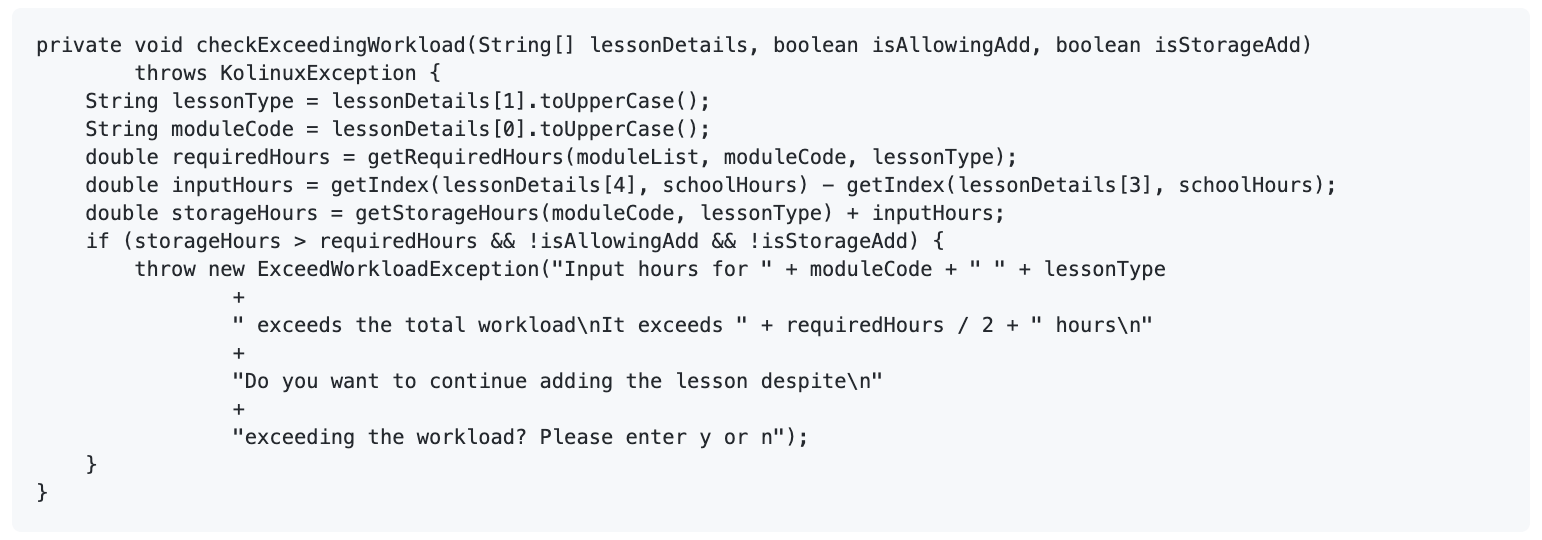 private void checkExceedingWorkload(String[] lessonDetails, boolean isAllowingAdd, boolean isStorageAdd)
        throws KolinuxException {
    String lessonType = lessonDetails[1].toUpperCase();
    String moduleCode = lessonDetails[0].toUpperCase();
    double requiredHours = getRequiredHours(moduleList, moduleCode, lessonType);
    double inputHours = getIndex(lessonDetails[4], schoolHours) - getIndex(lessonDetails[3], schoolHours);
    double storageHours = getStorageHours(moduleCode, lessonType) + inputHours;
    if (storageHours > requiredHours && !isAllowingAdd && !isStorageAdd) {
        throw new ExceedWorkloadException("Input hours for " + moduleCode + " " + lessonType
                +
                " exceeds the total workload\nIt exceeds " + requiredHours / 2 + " hours\n"
                +
                "Do you want to continue adding the lesson despite\n"
                +
                "exceeding the workload? Please enter y or n");
    }
}